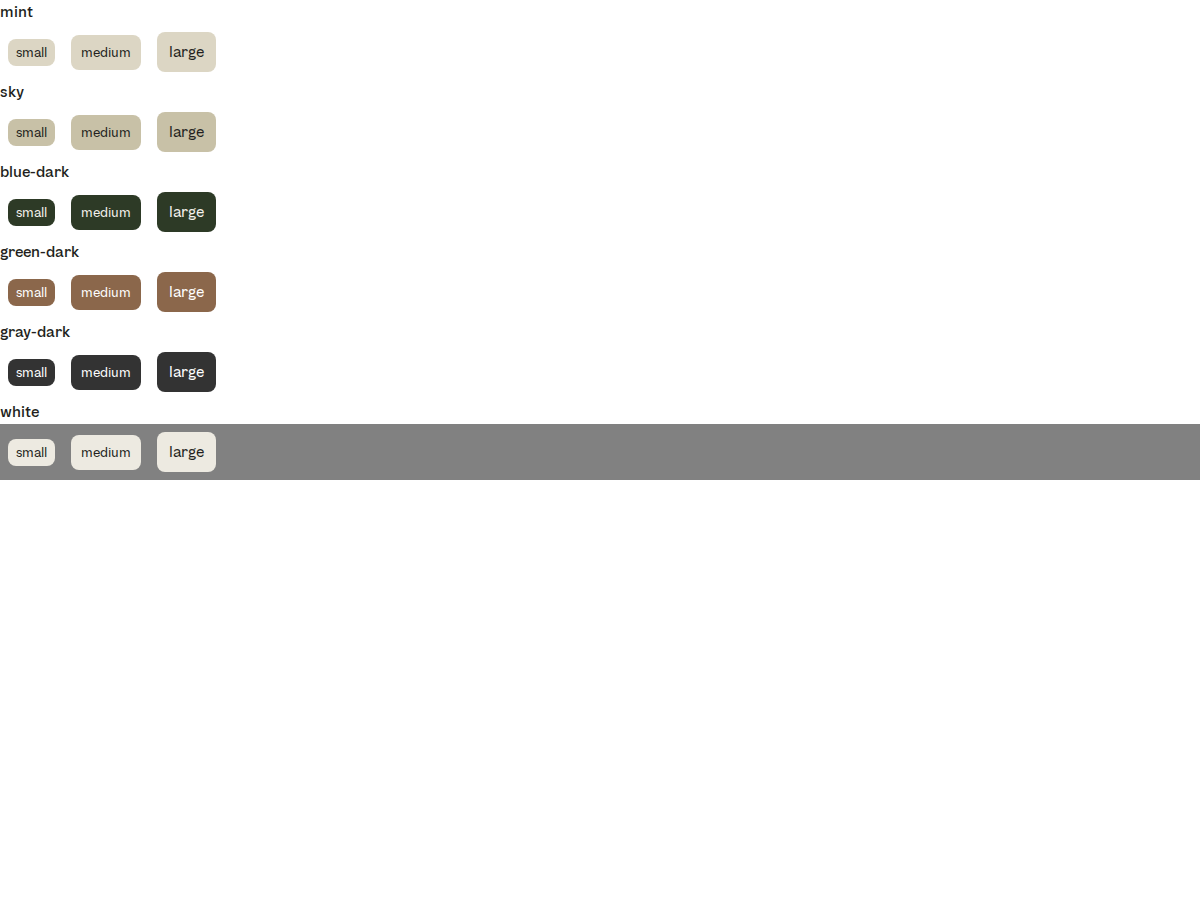 mint
small medium large
sky
small medium large
blue-dark
small medium large
green-dark
small medium large
gray-dark
small medium large
white
small medium large